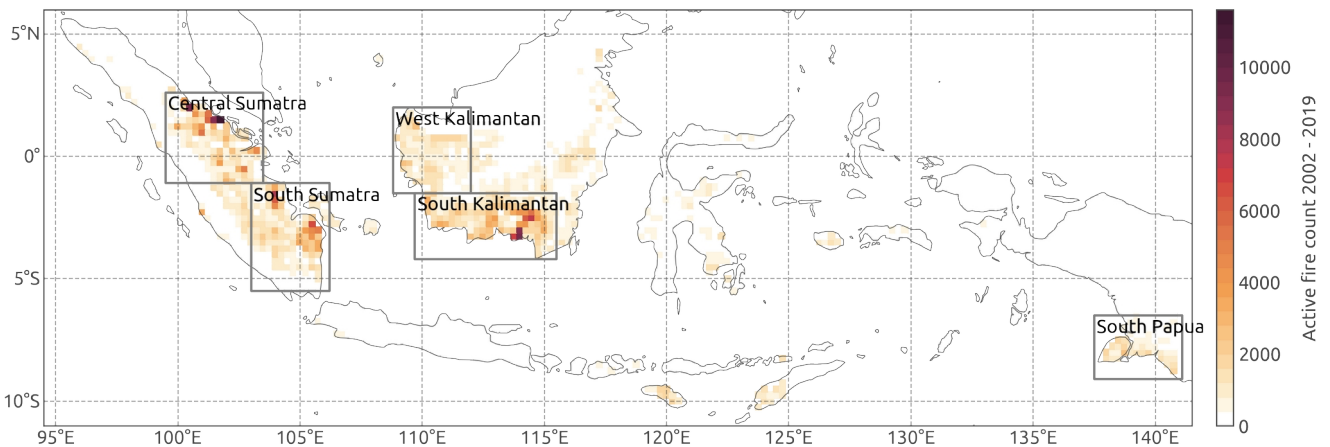 5°N
0°
5°S
10°S
95°E 100°E 105°E 110°E 115°E 120°E 125°E 130°E 135°E 140°E
Central Sumatra
West Kalimantan
South Sumatra
South Kalimantan
South Papua
10000
8000
6000
4000
2000
0
Active fire count 2002 - 2019